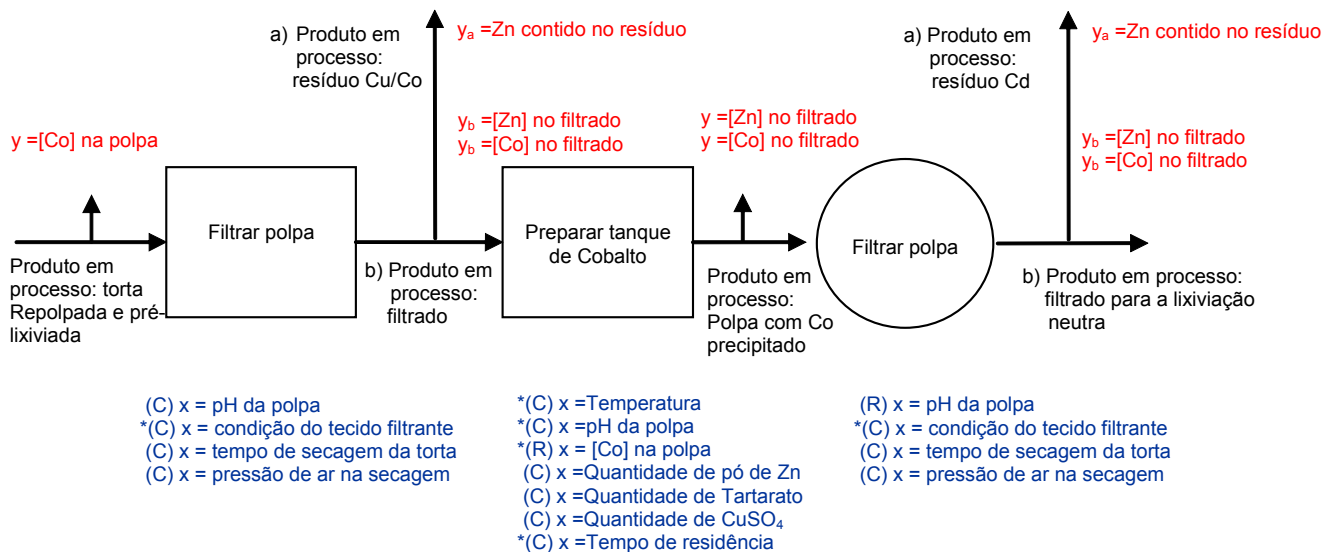 a) Produto em
processo:
resíduo Cu/Co
yₐ =Zn contido no resíduo
a) Produto em
processo:
resíduo Cd
yₐ =Zn contido no resíduo
y =[Co] na polpa
y_b =[Zn] no filtrado
y_b =[Co] no filtrado
y =[Zn] no filtrado
y =[Co] no filtrado
y_b =[Zn] no filtrado
y_b =[Co] no filtrado
Filtrar polpa
Preparar tanque
de Cobalto
Filtrar polpa
Produto em
processo: torta
Repolpada e pré-
lixiviada
b) Produto em
processo:
filtrado
Produto em
processo:
Polpa com Co
precipitado
b) Produto em processo:
filtrado para a lixiviação
neutra
(C) x = pH da polpa
*(C) x = condição do tecido filtrante
(C) x = tempo de secagem da torta
(C) x = pressão de ar na secagem
*(C) x =Temperatura
*(C) x =pH da polpa
*(R) x = [Co] na polpa
(C) x =Quantidade de pó de Zn
(C) x =Quantidade de Tartarato
(C) x =Quantidade de CuSO₄
*(C) x =Tempo de residência
(R) x = pH da polpa
*(C) x = condição do tecido filtrante
(C) x = tempo de secagem da torta
(C) x = pressão de ar na secagem